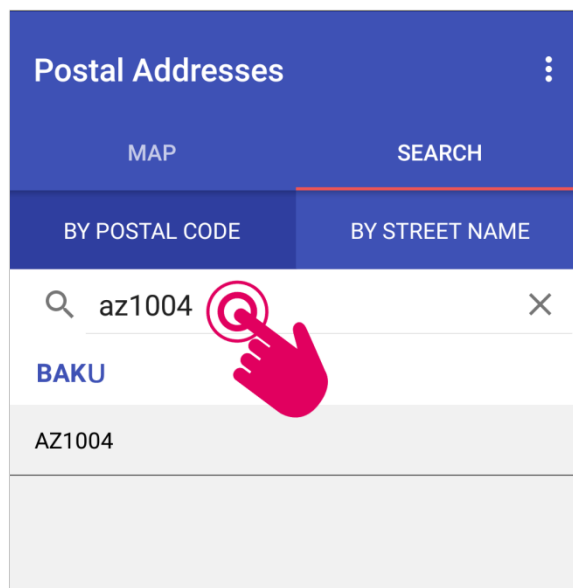 Postal Addresses
MAP SEARCH
BY POSTAL CODE BY STREET NAME
az1004
BAKU
AZ1004